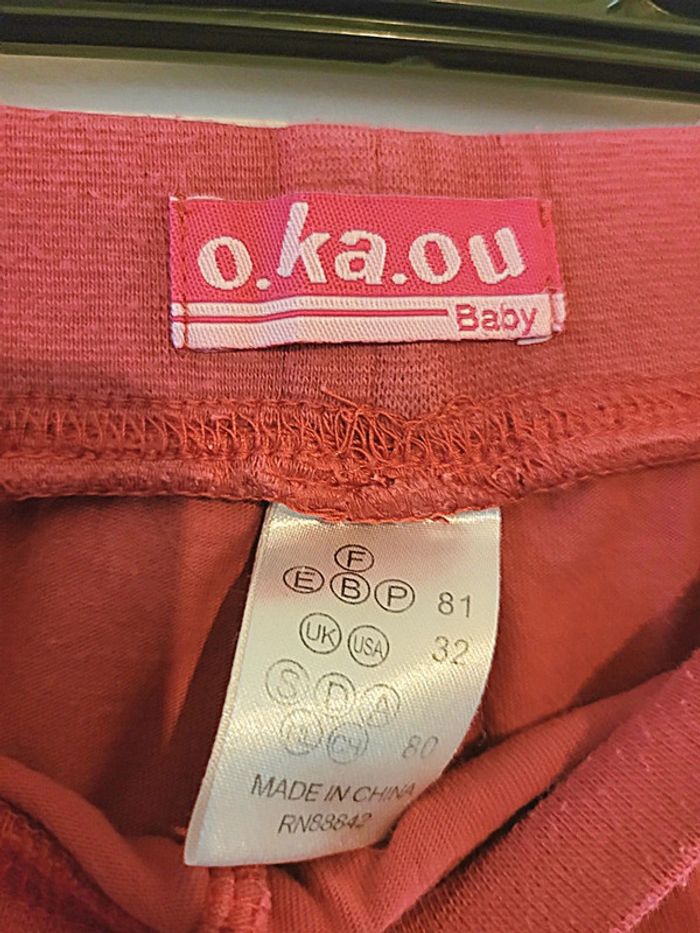 o.ka.ou
Baby
F
E B P 81
UK USA 32
S D A
NL CH 80
MADE IN CHINA
RN88842